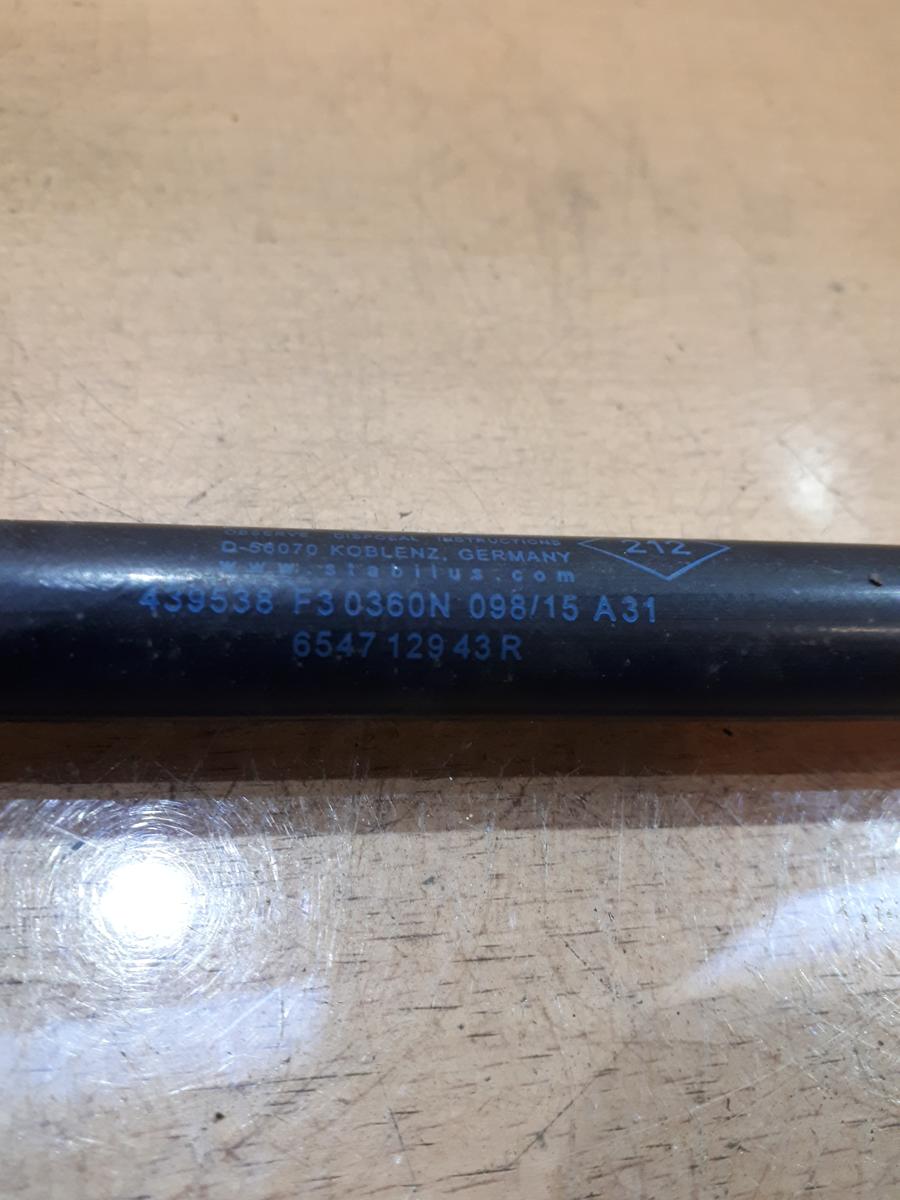 OBSERVE DISPOSAL INSTRUCTIONS
D-56070 KOBLENZ, GERMANY
212
www.stabilus.com
439538 F3 0360N 098/15 A31
6547 129 43 R